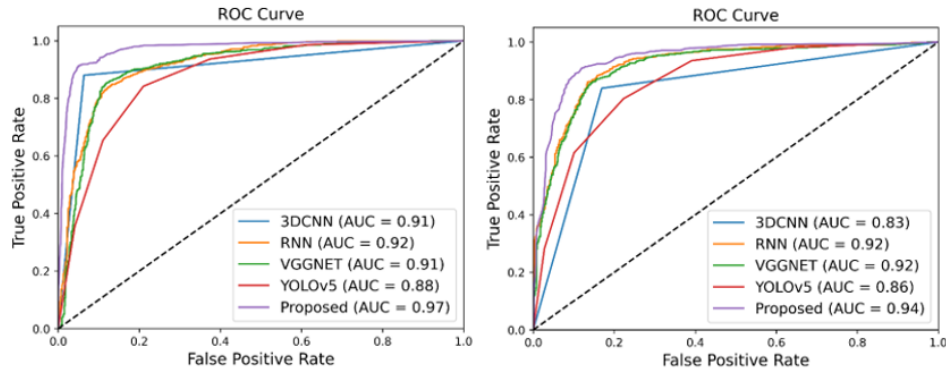 ROC Curve
1.0
0.8
0.6
0.4
0.2
0.0
True Positive Rate
3DCNN (AUC = 0.91)
RNN (AUC = 0.92)
VGGNET (AUC = 0.91)
YOLOv5 (AUC = 0.88)
Proposed (AUC = 0.97)
0.0 0.2 0.4 0.6 0.8 1.0
False Positive Rate
ROC Curve
1.0
0.8
0.6
0.4
0.2
0.0
True Positive Rate
3DCNN (AUC = 0.83)
RNN (AUC = 0.92)
VGGNET (AUC = 0.92)
YOLOv5 (AUC = 0.86)
Proposed (AUC = 0.94)
0.0 0.2 0.4 0.6 0.8 1.0
False Positive Rate